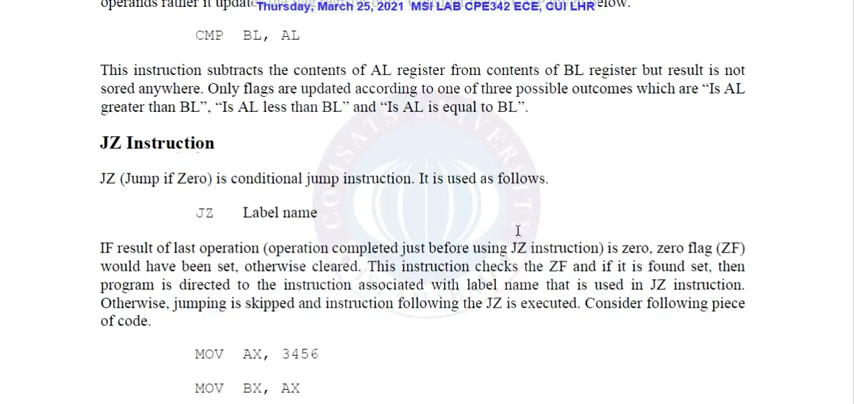 operands rather it
Thursday, March 25, 2021 MSI LAB CPE342 ECE, CUI LHR
CMP BL, AL
This instruction subtracts the contents of AL register from contents of BL register but result is not
sored anywhere. Only flags are updated according to one of three possible outcomes which are “Is AL
greater than BL”, “Is AL less than BL” and “Is AL is equal to BL”.
JZ Instruction
JZ (Jump if Zero) is conditional jump instruction. It is used as follows.
JZ Label name
IF result of last operation (operation completed just before using JZ instruction) is zero, zero flag (ZF)
would have been set, otherwise cleared. This instruction checks the ZF and if it is found set, then
program is directed to the instruction associated with label name that is used in JZ instruction.
Otherwise, jumping is skipped and instruction following the JZ is executed. Consider following piece
of code.
MOV AX, 3456
MOV BX, AX
COMSATS UNIVERSITY